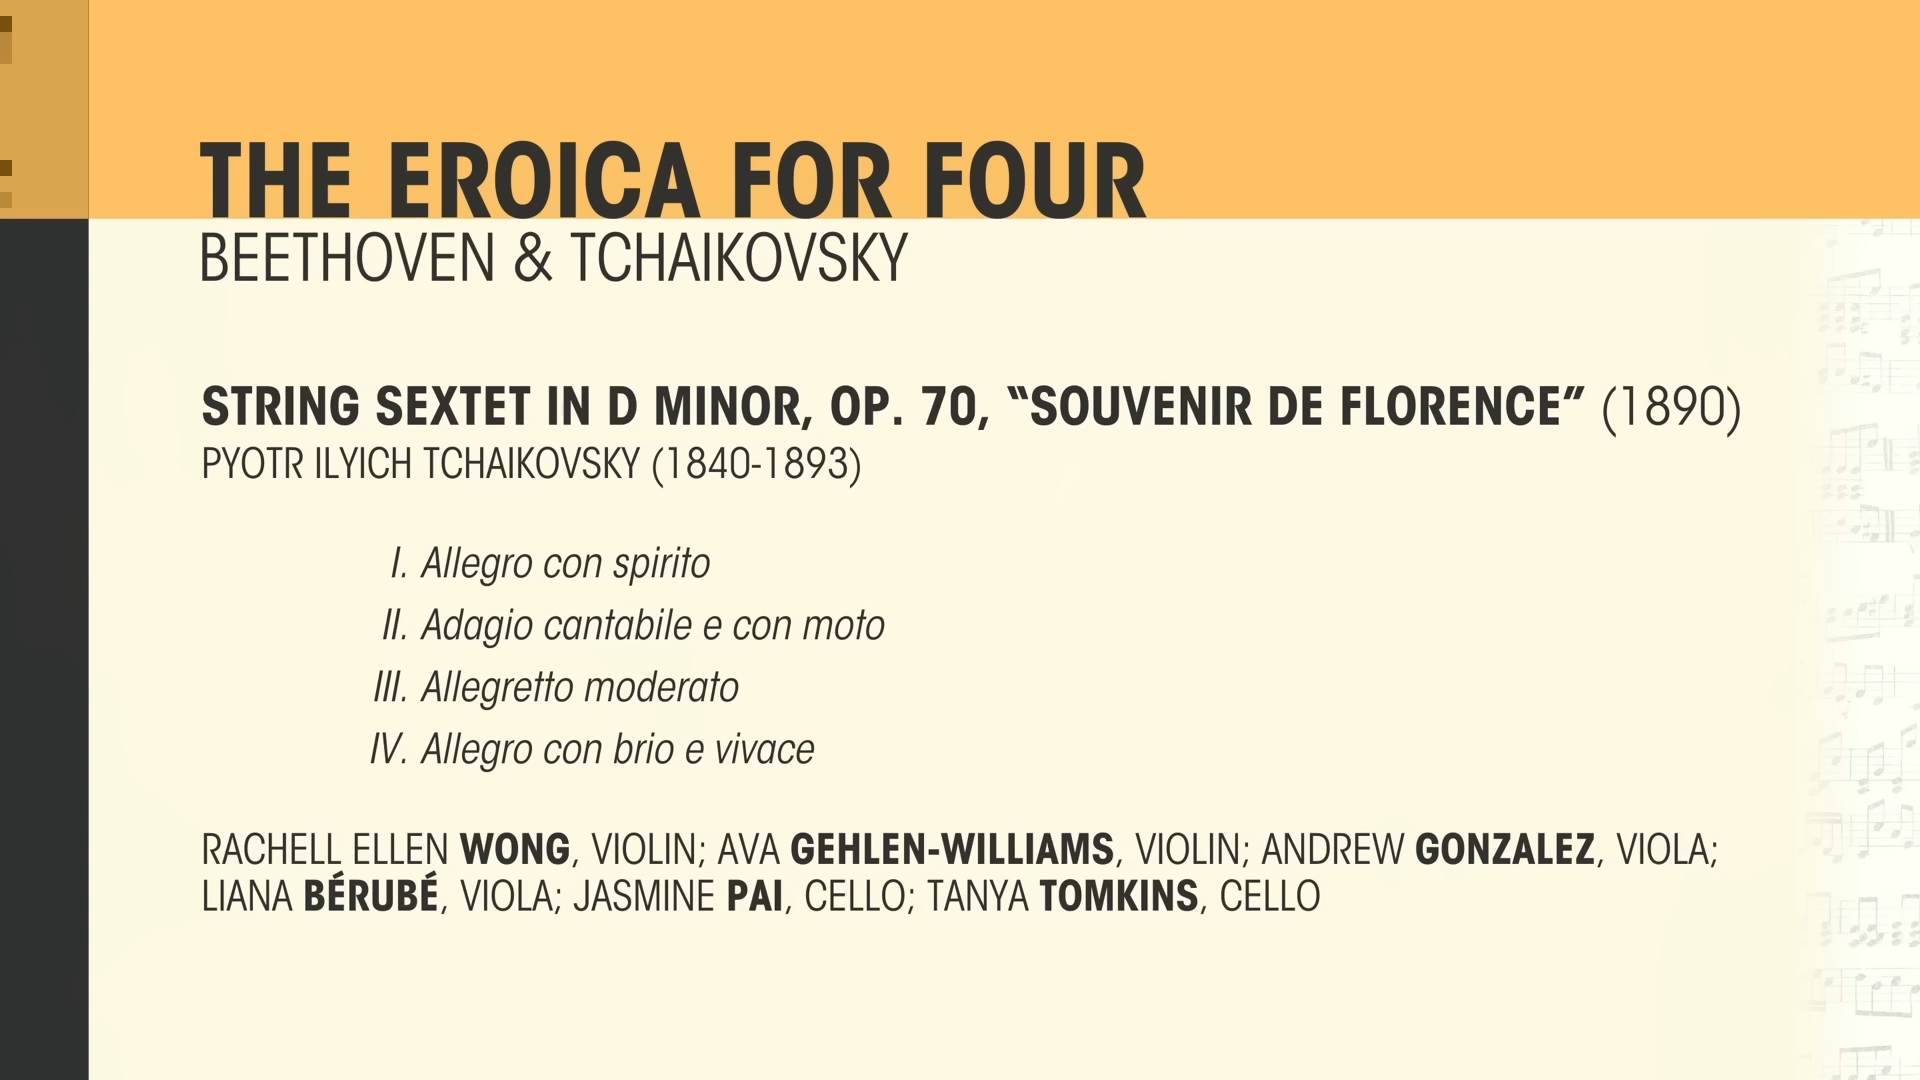 THE EROICA FOR FOUR
BEETHOVEN & TCHAIKOVSKY
STRING SEXTET IN D MINOR, OP. 70, “SOUVENIR DE FLORENCE” (1890)
PYOTR ILYICH TCHAIKOVSKY (1840-1893)
I. Allegro con spirito
II. Adagio cantabile e con moto
III. Allegretto moderato
IV. Allegro con brio e vivace
RACHELL ELLEN WONG, VIOLIN; AVA GEHLEN-WILLIAMS, VIOLIN; ANDREW GONZALEZ, VIOLA;
LIANA BÉRUBÉ, VIOLA; JASMINE PAI, CELLO; TANYA TOMKINS, CELLO